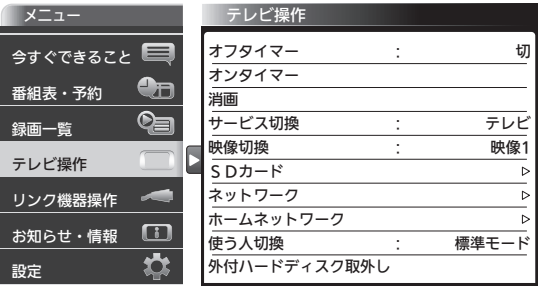 メニュー
今すぐできること
番組表・予約
録画一覧
テレビ操作
リンク機器操作
お知らせ・情報
設定
テレビ操作
オフタイマー : 切
オンタイマー
消画
サービス切換 : テレビ
映像切換 : 映像1
SDカード
ネットワーク
ホームネットワーク
使う人切換 : 標準モード
外付ハードディスク取外し